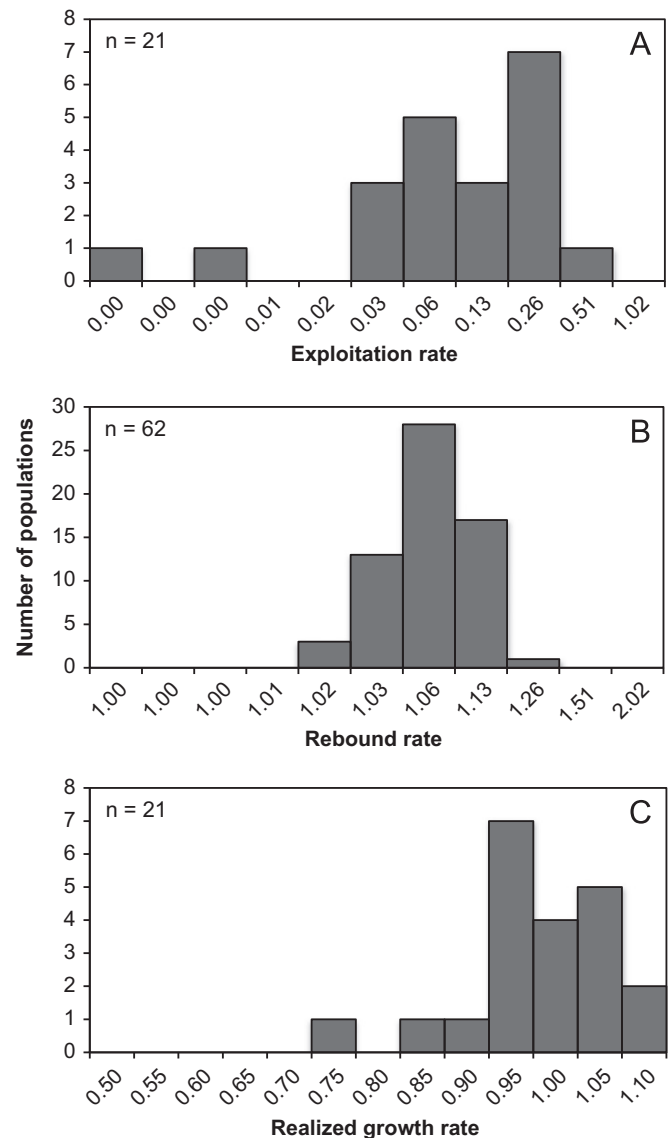 n = 21
A
8
7
6
5
4
3
2
1
0
0.00 0.00 0.00 0.01 0.02 0.03 0.06 0.13 0.26 0.51 1.02
Exploitation rate
Number of populations
n = 62
B
30
25
20
15
10
5
0
1.00 1.00 1.00 1.01 1.02 1.03 1.06 1.13 1.26 1.51 2.02
Rebound rate
n = 21
C
8
7
6
5
4
3
2
1
0
0.50 0.55 0.60 0.65 0.70 0.75 0.80 0.85 0.90 0.95 1.00 1.05 1.10
Realized growth rate